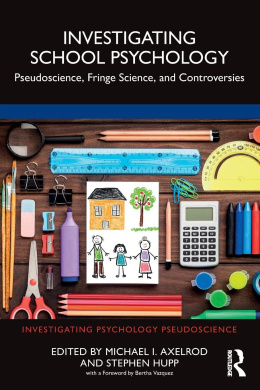 INVESTIGATING
SCHOOL PSYCHOLOGY
Pseudoscience, Fringe Science, and Controversies
INVESTIGATING PSYCHOLOGY PSEUDOSCIENCE
EDITED BY MICHAEL I. AXELROD
AND STEPHEN HUPP
with a Foreword by Bertha Vazquez
ROUTLEDGE